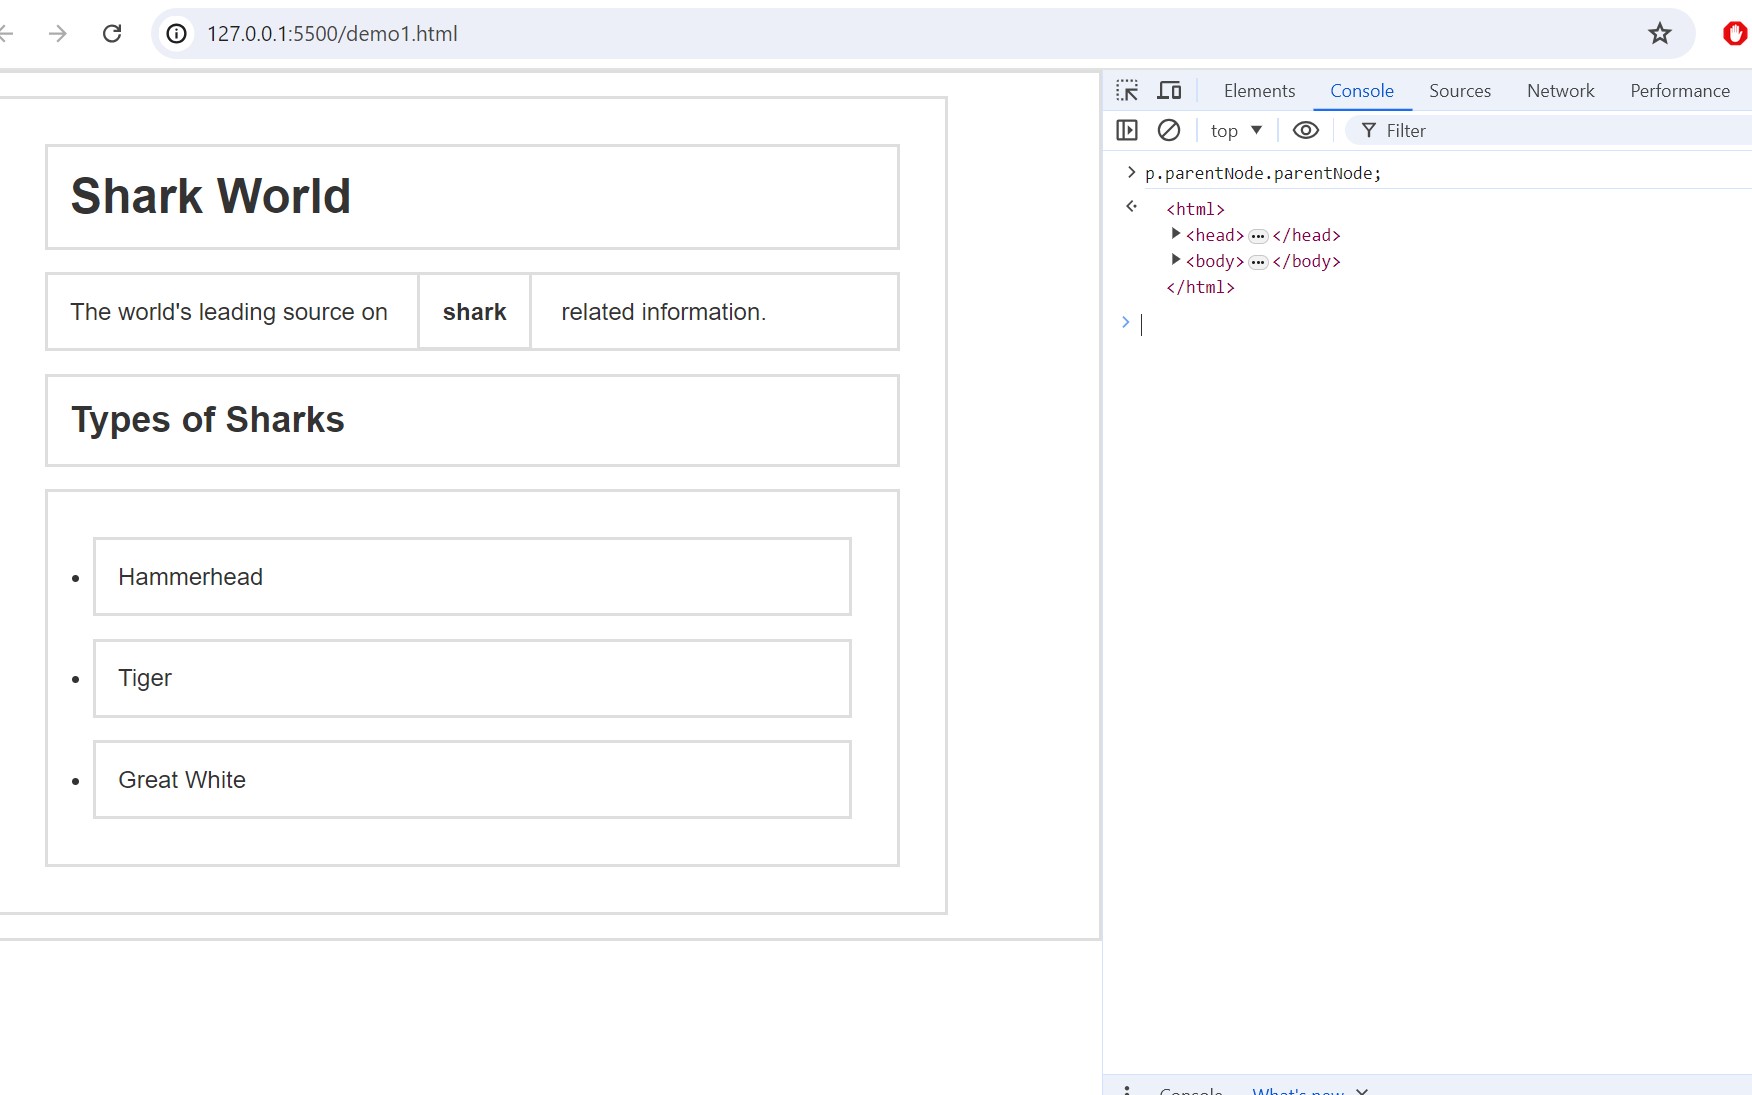 127.0.0.1:5500/demo1.html
Shark World
The world's leading source on shark related information.
Types of Sharks
• Hammerhead
• Tiger
• Great White
Elements Console Sources Network Performance
top ▼ Filter
> p.parentNode.parentNode;
<html>
<head>…</head>
<body>…</body>
</html>
>
Console What's new